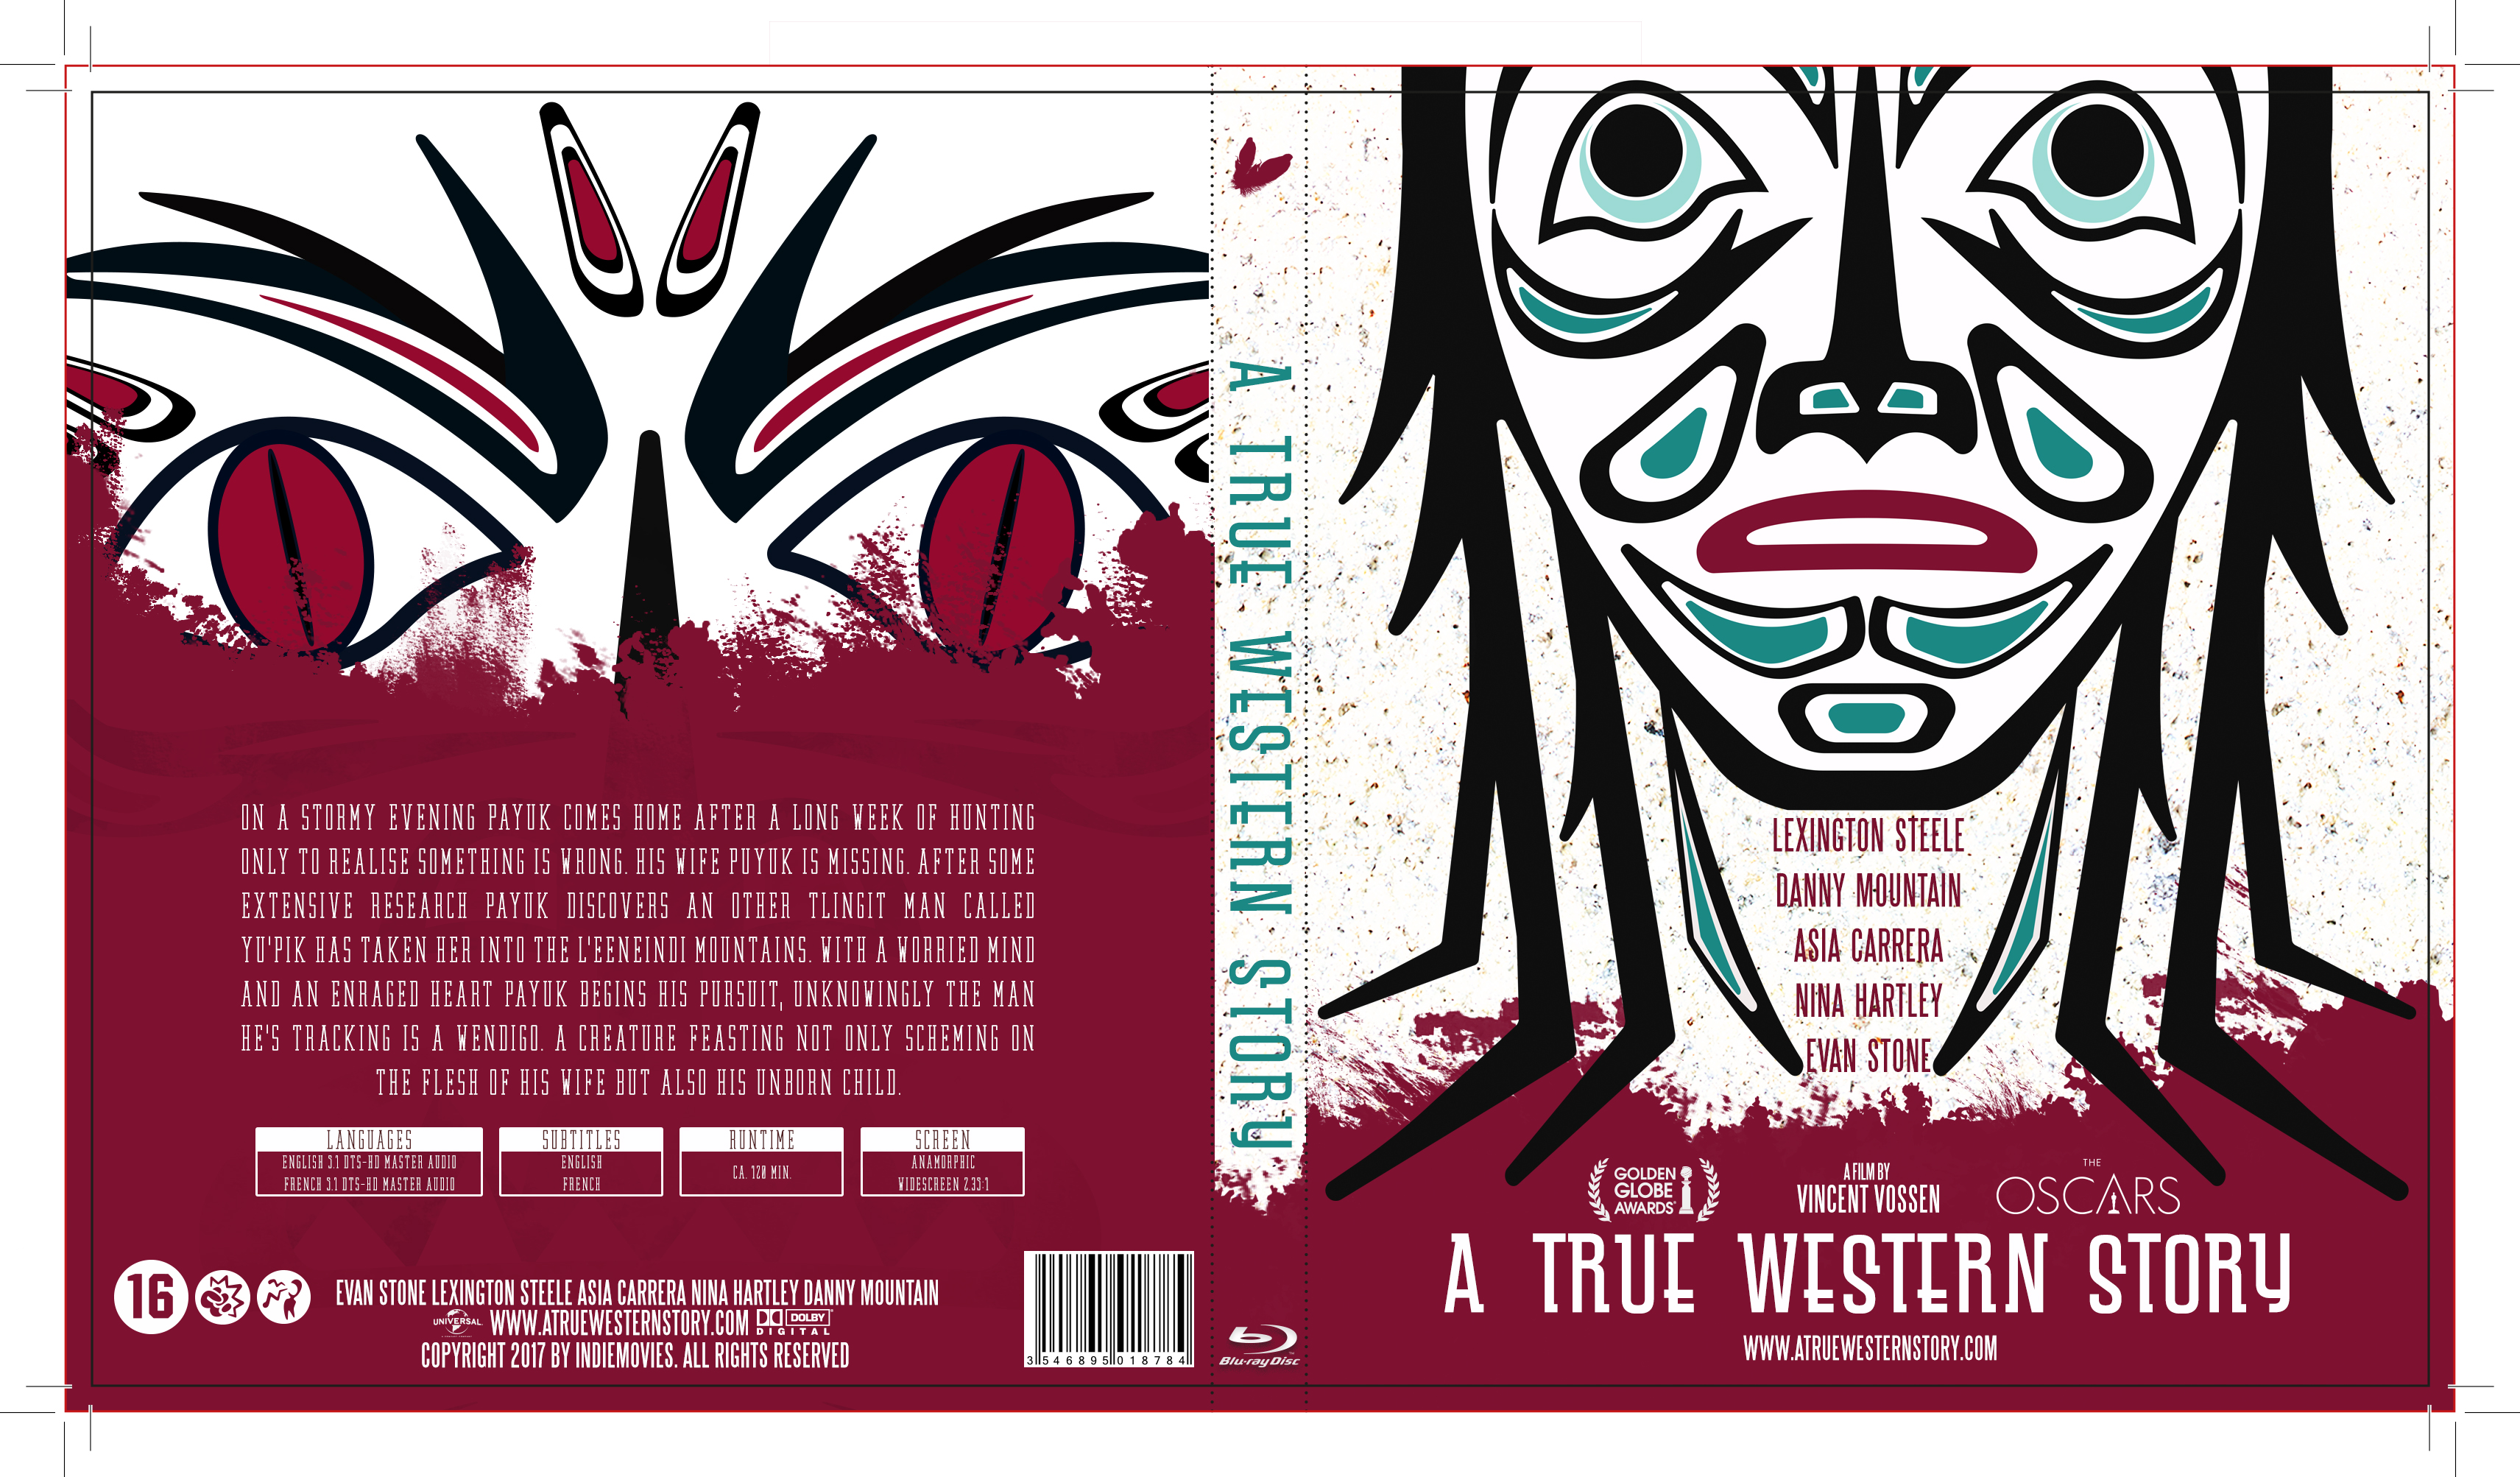 ON A STORMY EVENING PAYUK COMES HOME AFTER A LONG WEEK OF HUNTING
ONLY TO REALISE SOMETHING IS WRONG. HIS WIFE PUYUK IS MISSING. AFTER SOME
EXTENSIVE RESEARCH PAYUK DISCOVERS AN OTHER TLINGIT MAN CALLED
YU'PIK HAS TAKEN HER INTO THE L'EENEINDI MOUNTAINS. WITH A WORRIED MIND
AND AN ENRAGED HEART PAYUK BEGINS HIS PURSUIT, UNKNOWINGLY THE MAN
HE'S TRACKING IS A WENDIGO. A CREATURE FEASTING NOT ONLY SCHEMING ON
THE FLESH OF HIS WIFE BUT ALSO HIS UNBORN CHILD.
LANGUAGES
ENGLISH 3.1 DTS-HD MASTER AUDIO
FRENCH 3.1 DTS-HD MASTER AUDIO
SUBTITLES
ENGLISH
FRENCH
RUNTIME
CA. 120 MIN.
SCREEN
ANAMORPHIC
WIDESCREEN 2.33:1
16
EVAN STONE LEXINGTON STEELE ASIA CARRERA NINA HARTLEY DANNY MOUNTAIN
UNIVERSAL WWW.ATRUEWESTERNSTORY.COM DOLBY
DIGITAL
COPYRIGHT 2017 BY INDIEMOVIES. ALL RIGHTS RESERVED
3 546895 018784
A TRUE WESTERN STORY
Blu-ray Disc
LEXINGTON STEELE
DANNY MOUNTAIN
ASIA CARRERA
NINA HARTLEY
EVAN STONE
GOLDEN
GLOBE
AWARDS
A FILM BY
VINCENT VOSSEN
THE
OSCARS
A TRUE WESTERN STORY
WWW.ATRUEWESTERNSTORY.COM